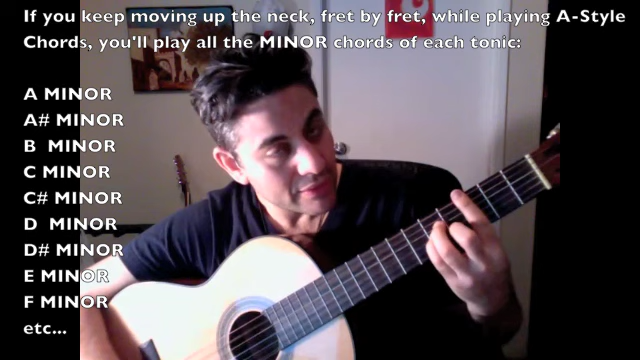 If you keep moving up the neck, fret by fret, while playing A-Style
Chords, you'll play all the MINOR chords of each tonic:
A MINOR
A# MINOR
B MINOR
C MINOR
C# MINOR
D MINOR
D# MINOR
E MINOR
F MINOR
etc...